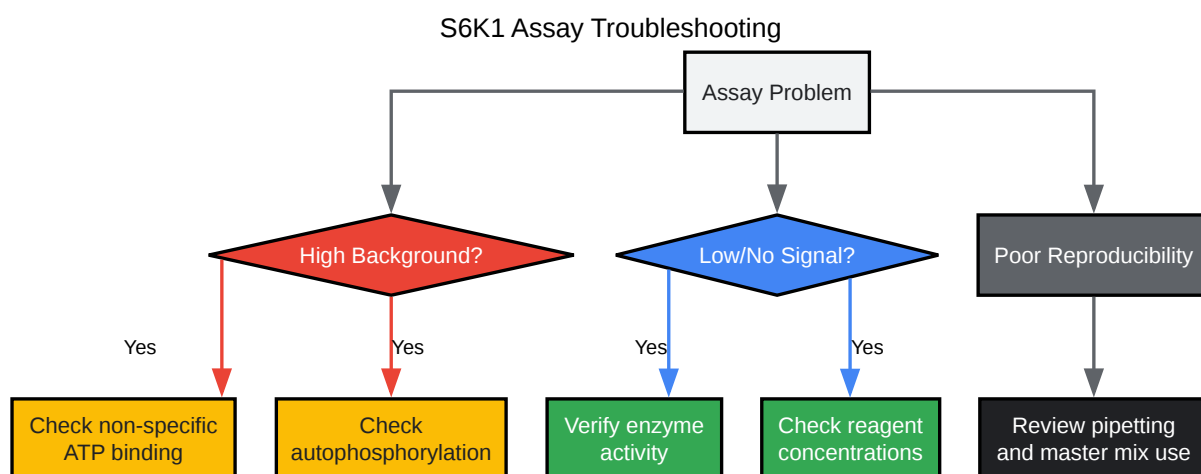 S6K1 Assay Troubleshooting
Assay Problem
High Background?
Low/No Signal?
Poor Reproducibility
Yes
Yes
Yes
Yes
Check non-specific
ATP binding
Check
autophosphorylation
Verify enzyme
activity
Check reagent
concentrations
Review pipetting
and master mix use